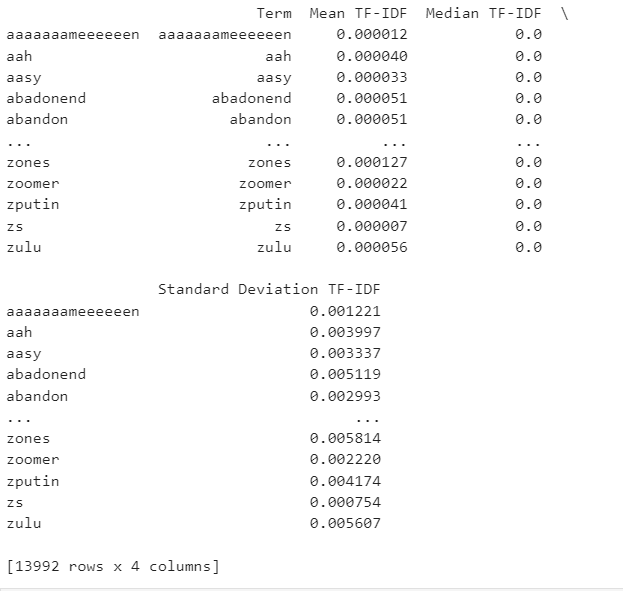 Term  Mean TF-IDF  Median TF-IDF  \
aaaaaaameeeeeen  aaaaaaameeeeeen     0.000012            0.0
aah                          aah     0.000040            0.0
aasy                        aasy     0.000033            0.0
abadonend              abadonend     0.000051            0.0
abandon                  abandon     0.000051            0.0
...                          ...          ...            ...
zones                      zones     0.000127            0.0
zoomer                    zoomer     0.000022            0.0
zputin                    zputin     0.000041            0.0
zs                            zs     0.000007            0.0
zulu                        zulu     0.000056            0.0
Standard Deviation TF-IDF
aaaaaaameeeeeen                   0.001221
aah                               0.003997
aasy                              0.003337
abadonend                         0.005119
abandon                           0.002993
...                                    ...
zones                             0.005814
zoomer                            0.002220
zputin                            0.004174
zs                                0.000754
zulu                              0.005607
[13992 rows x 4 columns]